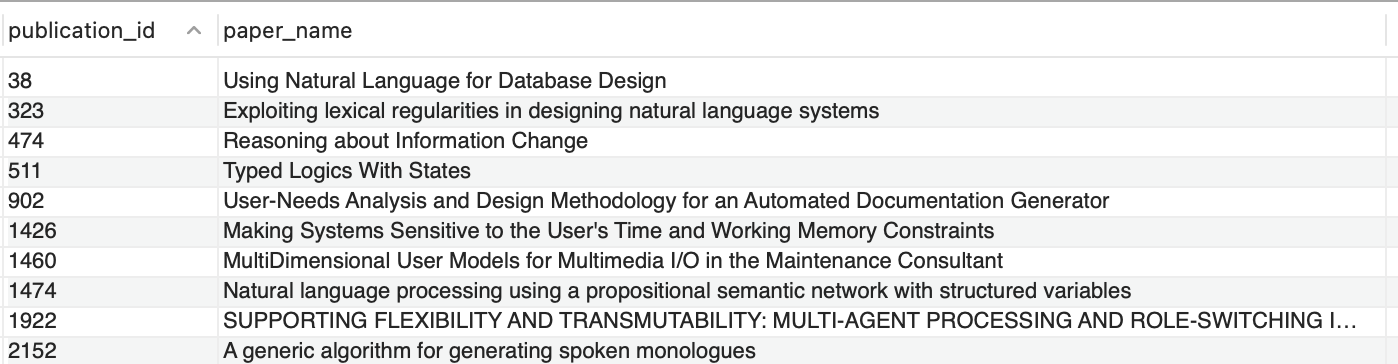 publication_id paper_name
38 Using Natural Language for Database Design
323 Exploiting lexical regularities in designing natural language systems
474 Reasoning about Information Change
511 Typed Logics With States
902 User-Needs Analysis and Design Methodology for an Automated Documentation Generator
1426 Making Systems Sensitive to the User's Time and Working Memory Constraints
1460 MultiDimensional User Models for Multimedia I/O in the Maintenance Consultant
1474 Natural language processing using a propositional semantic network with structured variables
1922 SUPPORTING FLEXIBILITY AND TRANSMUTABILITY: MULTI-AGENT PROCESSING AND ROLE-SWITCHING I…
2152 A generic algorithm for generating spoken monologues